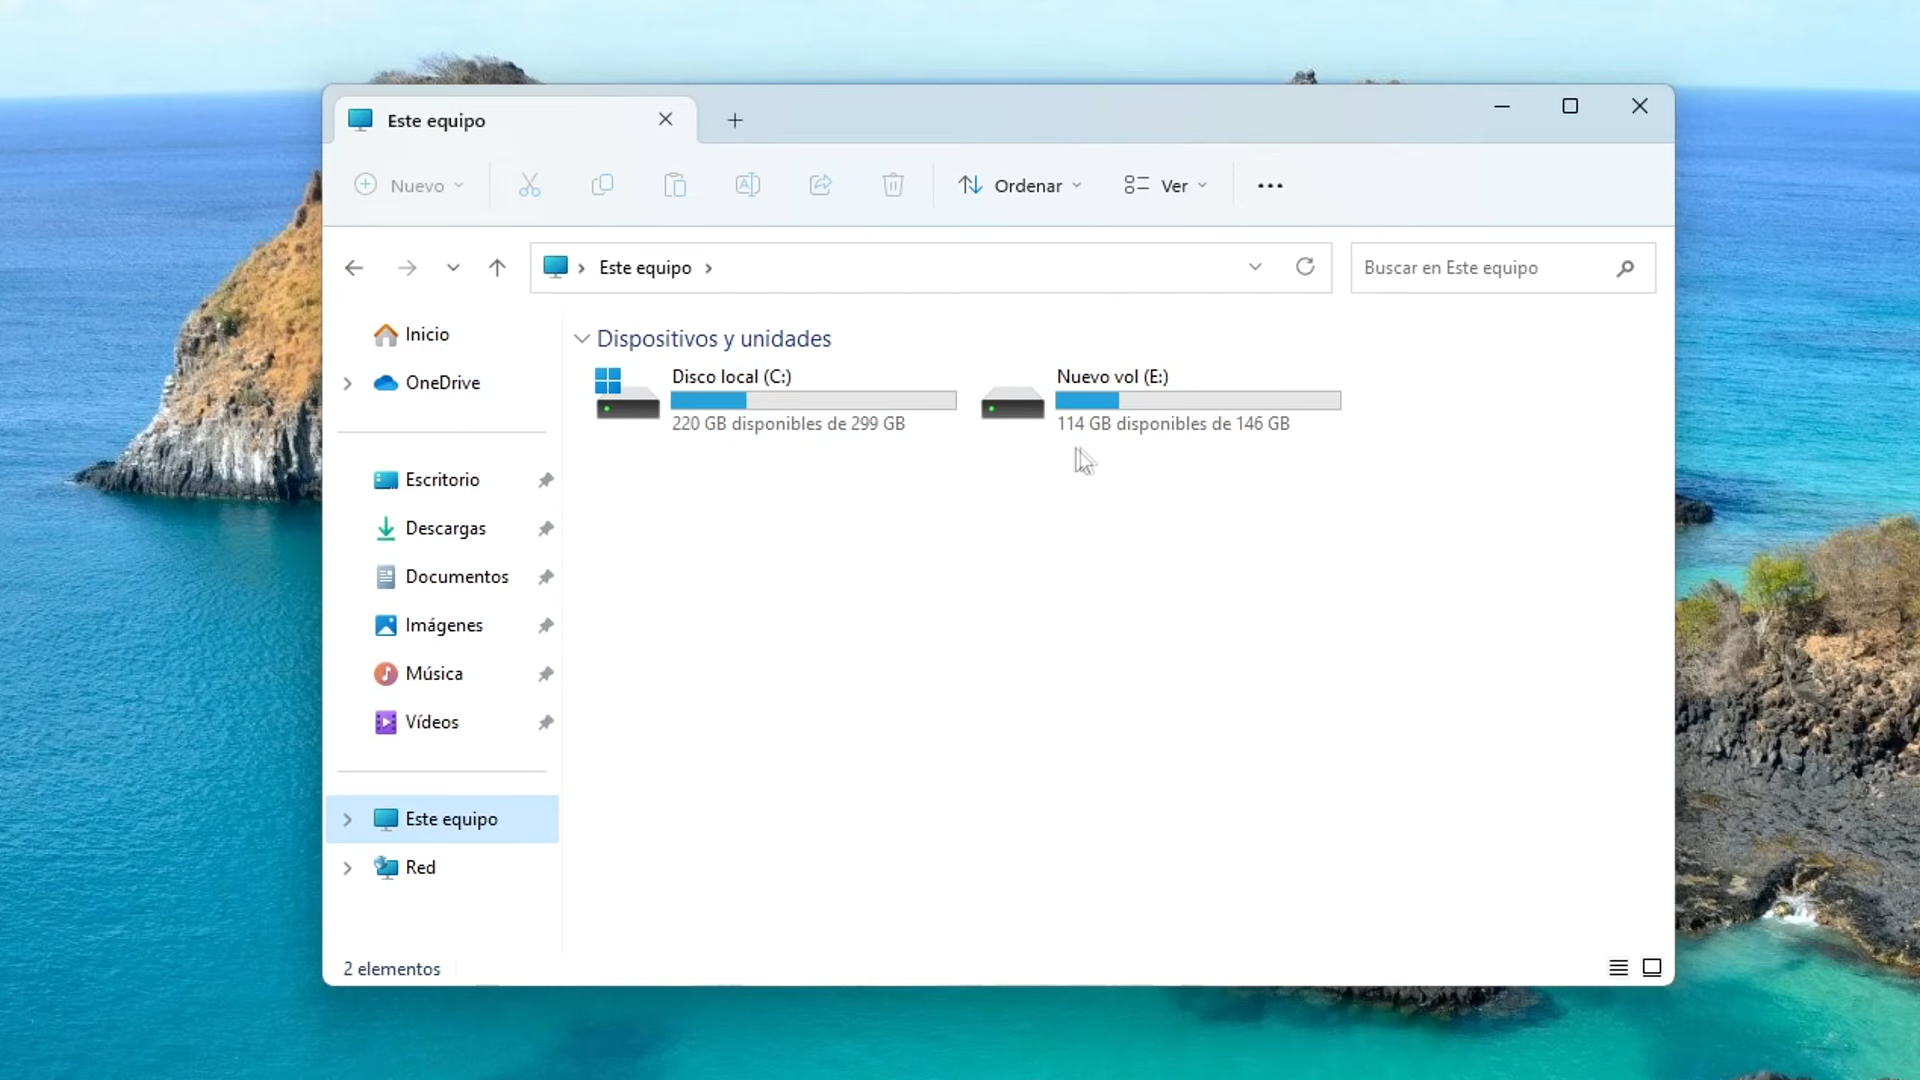 Este equipo
Nuevo
Ordenar
Ver
Este equipo
Buscar en Este equipo
Inicio
OneDrive
Escritorio
Descargas
Documentos
Imágenes
Música
Vídeos
Este equipo
Red
Dispositivos y unidades
Disco local (C:)
220 GB disponibles de 299 GB
Nuevo vol (E:)
114 GB disponibles de 146 GB
2 elementos